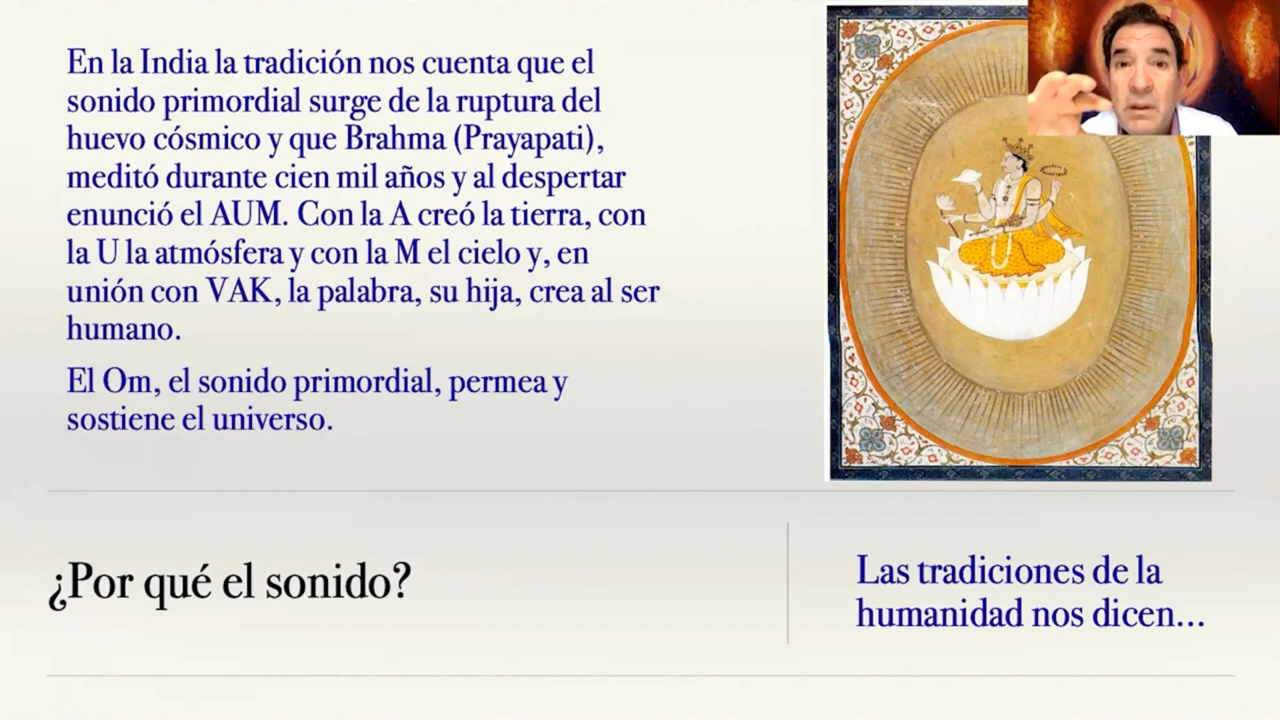 En la India la tradición nos cuenta que el
sonido primordial surge de la ruptura del
huevo cósmico y que Brahma (Prayapati),
meditó durante cien mil años y al despertar
enunció el AUM. Con la A creó la tierra, con
la U la atmósfera y con la M el cielo y, en
unión con VAK, la palabra, su hija, crea al ser
humano.
El Om, el sonido primordial, permea y
sostiene el universo.
¿Por qué el sonido?
Las tradiciones de la
humanidad nos dicen...